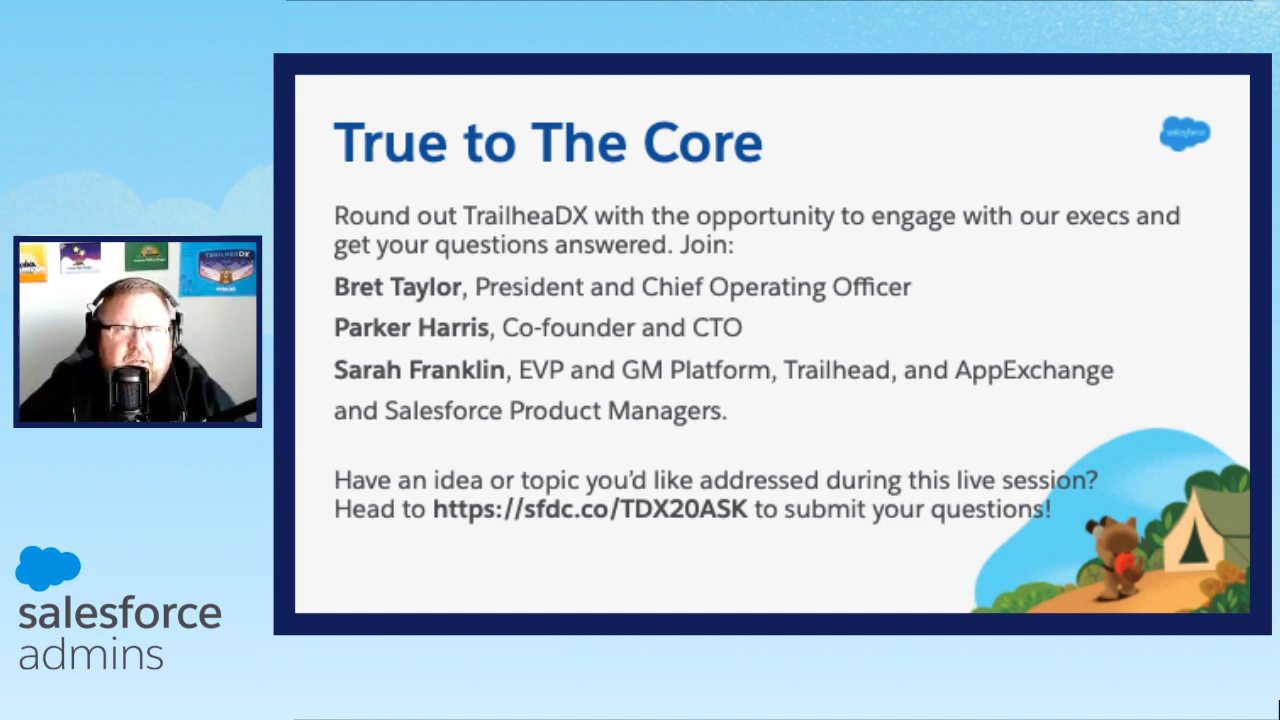 True to The Core
salesforce
Round out TrailheaDX with the opportunity to engage with our execs and
get your questions answered. Join:
Bret Taylor, President and Chief Operating Officer
Parker Harris, Co-founder and CTO
Sarah Franklin, EVP and GM Platform, Trailhead, and AppExchange
and Salesforce Product Managers.
Have an idea or topic you'd like addressed during this live session?
Head to https://sfdc.co/TDX20ASK to submit your questions!
TRAILHEADX
salesforce
admins